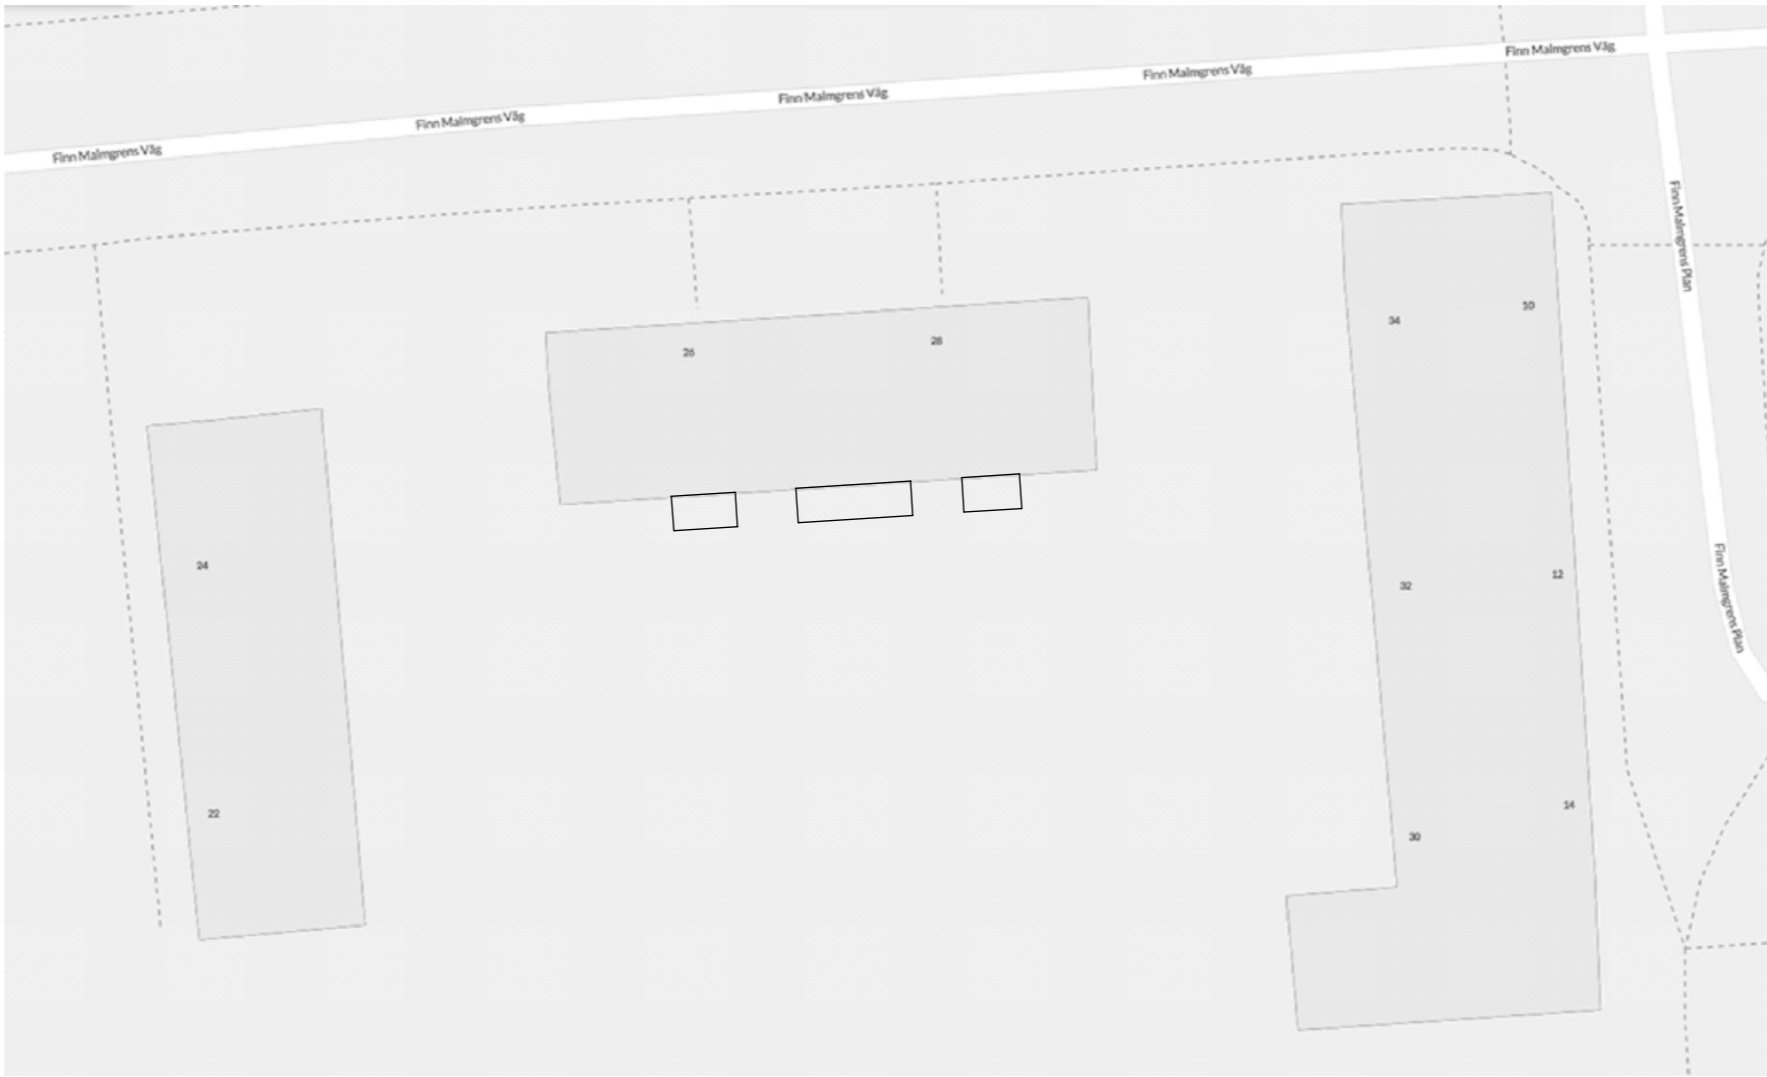 Finn Malmgrens Väg
Finn Malmgrens Väg
Finn Malmgrens Väg
Finn Malmgrens Väg
Finn Malmgrens Väg
Finn Malmgrens Plan
10
34
28
26
Finn Malmgrens Plan
24
12
32
14
22
30